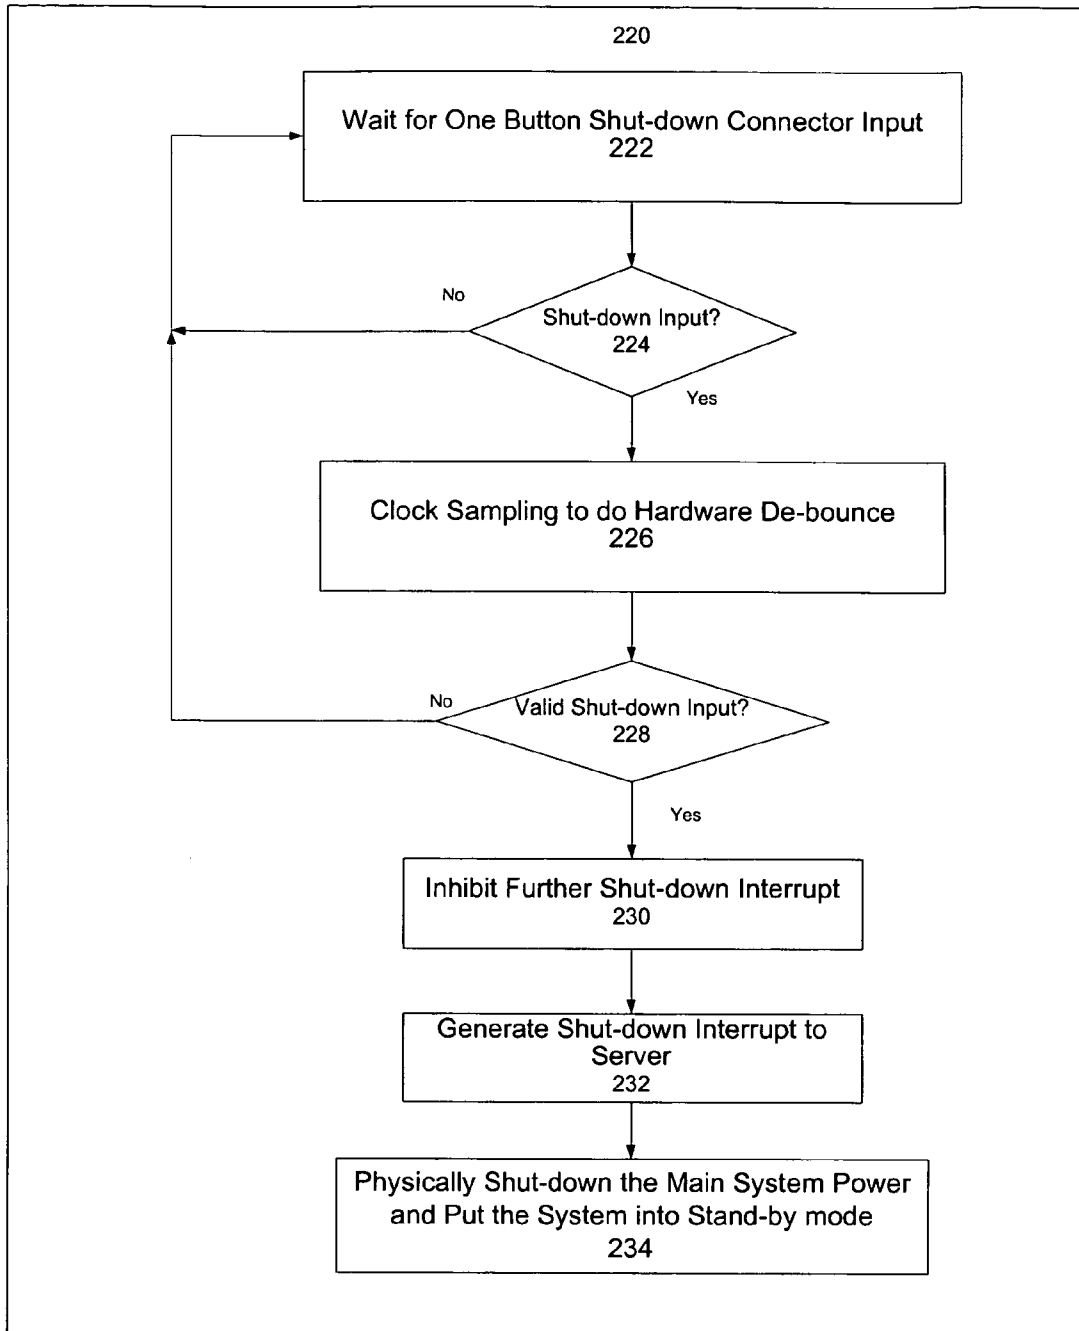 220
Wait for One Button Shut-down Connector Input
222
No
Shut-down Input?
224
Yes
Clock Sampling to do Hardware De-bounce
226
No
Valid Shut-down Input?
228
Yes
Inhibit Further Shut-down Interrupt
230
Generate Shut-down Interrupt to
Server
232
Physically Shut-down the Main System Power
and Put the System into Stand-by mode
234